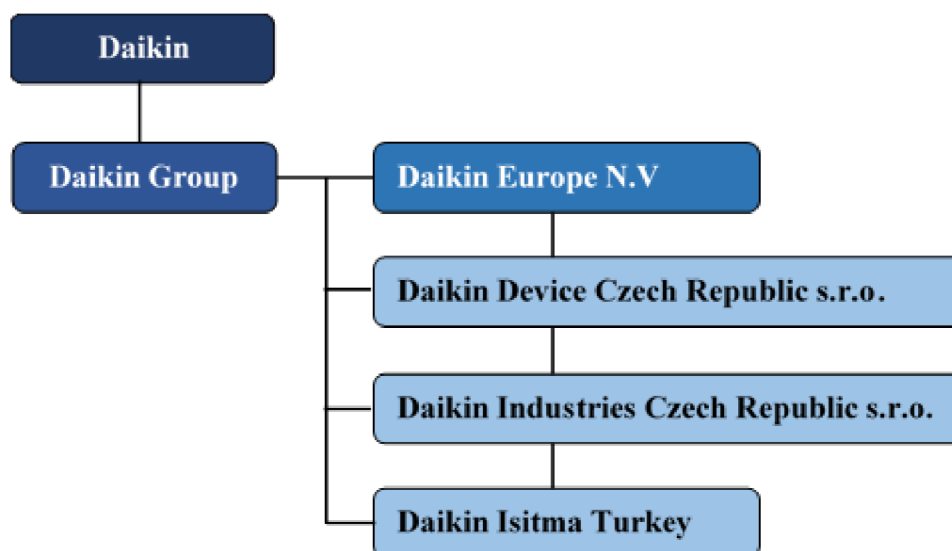 Daikin
Daikin Group
Daikin Europe N.V
Daikin Device Czech Republic s.r.o.
Daikin Industries Czech Republic s.r.o.
Daikin Isitma Turkey